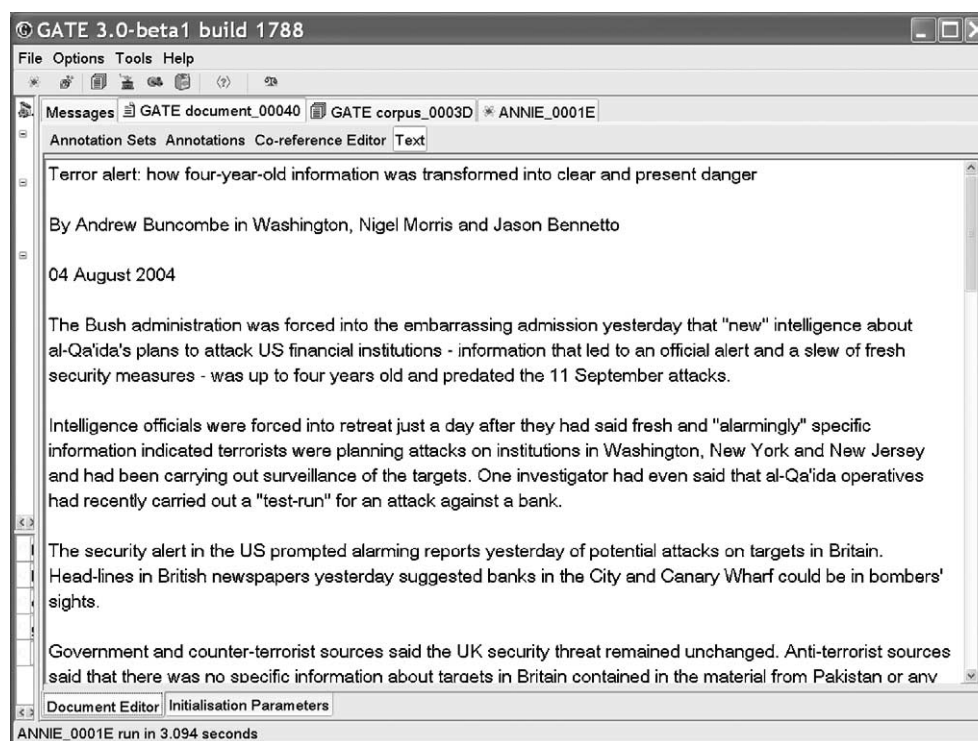 GATE 3.0-beta1 build 1788
File Options Tools Help
Messages GATE document_00040 GATE corpus_0003D ANNIE_0001E
Annotation Sets Annotations Co-reference Editor Text
Terror alert: how four-year-old information was transformed into clear and present danger
By Andrew Buncombe in Washington, Nigel Morris and Jason Bennetto
04 August 2004
The Bush administration was forced into the embarrassing admission yesterday that "new" intelligence about
al-Qa'ida's plans to attack US financial institutions - information that led to an official alert and a slew of fresh
security measures - was up to four years old and predated the 11 September attacks.
Intelligence officials were forced into retreat just a day after they had said fresh and "alarmingly" specific
information indicated terrorists were planning attacks on institutions in Washington, New York and New Jersey
and had been carrying out surveillance of the targets. One investigator had even said that al-Qa'ida operatives
had recently carried out a "test-run" for an attack against a bank.
The security alert in the US prompted alarming reports yesterday of potential attacks on targets in Britain.
Head-lines in British newspapers yesterday suggested banks in the City and Canary Wharf could be in bombers'
sights.
Government and counter-terrorist sources said the UK security threat remained unchanged. Anti-terrorist sources
said that there was no specific information about targets in Britain contained in the material from Pakistan or any
Document Editor Initialisation Parameters
ANNIE_0001E run in 3.094 seconds